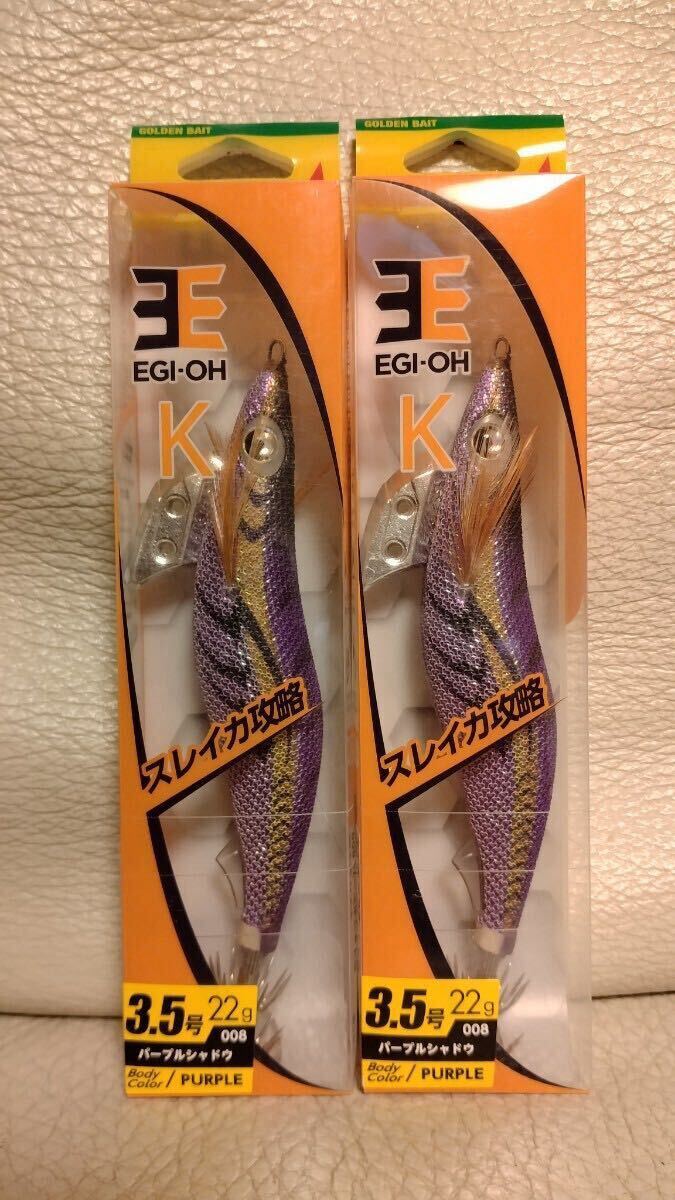 GOLDEN BAIT
EGI-OH
K
スレイカ攻略
3.5号 22g
008
パープルシャドウ
Body Color / PURPLE
GOLDEN BAIT
EGI-OH
K
スレイカ攻略
3.5号 22g
008
パープルシャドウ
Body Color / PURPLE